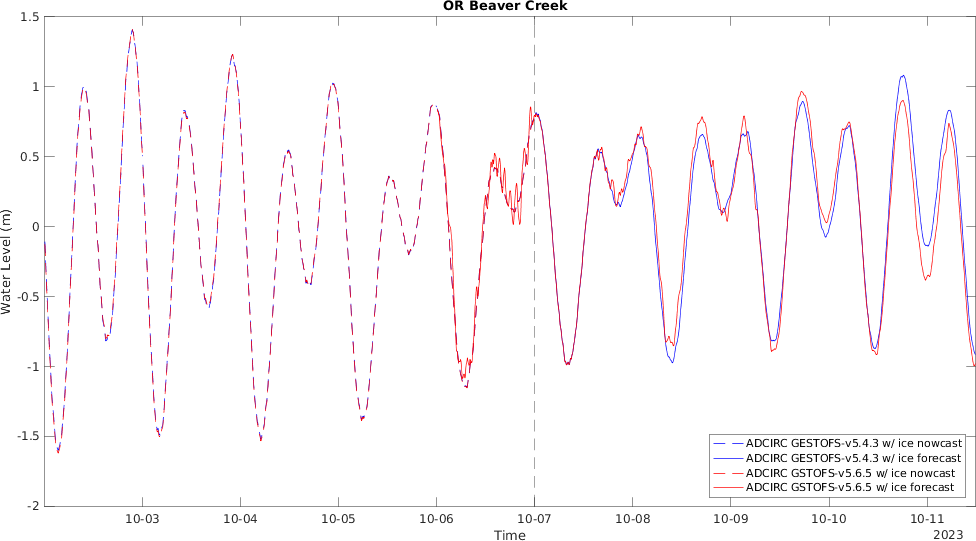 OR Beaver Creek
1.5
1
0.5
0
-0.5
-1
-1.5
-2
Water Level (m)
10-03 10-04 10-05 10-06 10-07 10-08 10-09 10-10 10-11
Time
2023
ADCIRC GESTOFS-v5.4.3 w/ ice nowcast
ADCIRC GESTOFS-v5.4.3 w/ ice forecast
ADCIRC GSTOFS-v5.6.5 w/ ice nowcast
ADCIRC GSTOFS-v5.6.5 w/ ice forecast